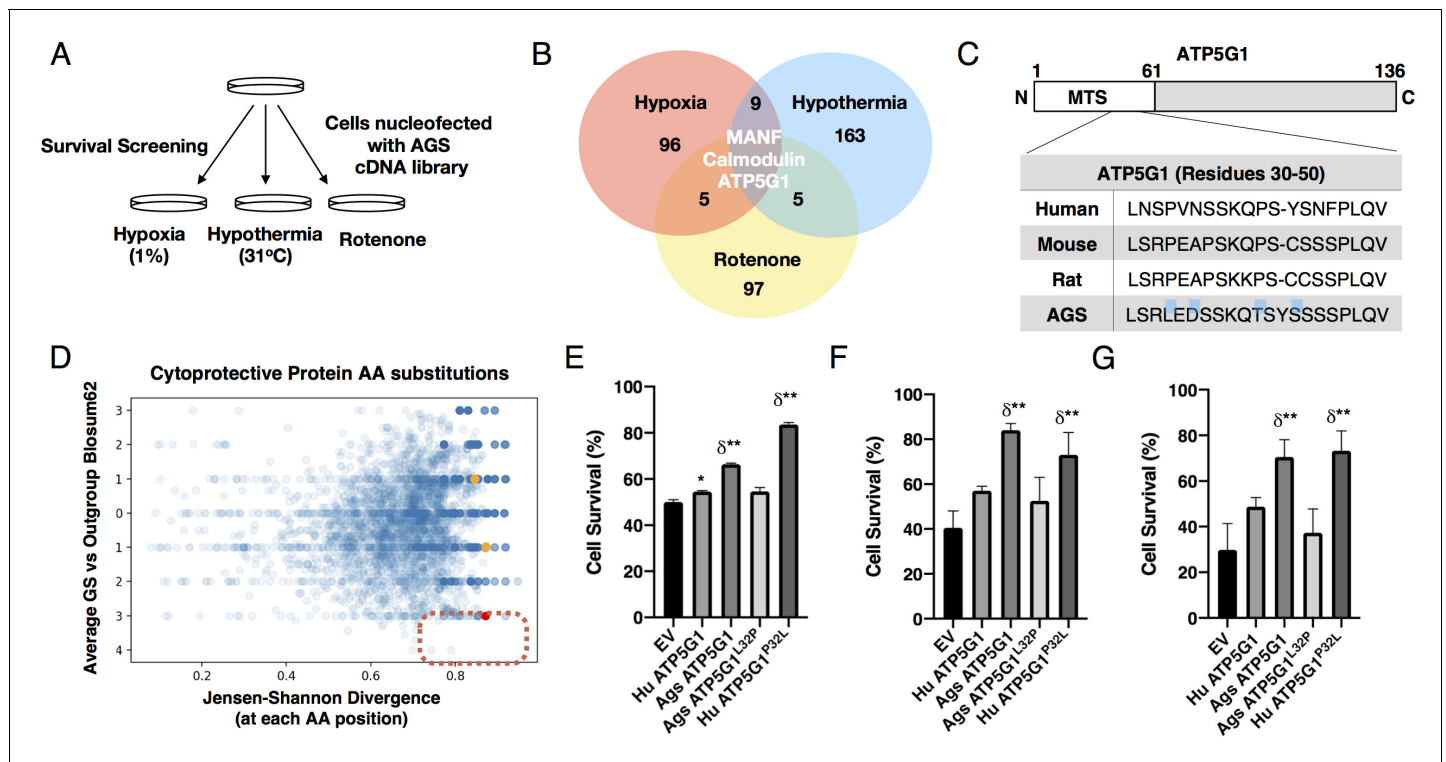 A
Survival Screening
Cells nucleofected
with AGS
cDNA library
Hypoxia
(1%)
Hypothermia
(31ºC)
Rotenone
B
Hypoxia
96
9
Hypothermia
163
MANF
Calmodulin
ATP5G1
5
5
Rotenone
97
C
ATP5G1
1
61
136
N
MTS
C
ATP5G1 (Residues 30-50)
Human LNSPVNSSKQPS-YSNFPLQV
Mouse LSRPEAPSKQPS-CSSSPLQV
Rat LSRPEAPSKKPS-CCSSPLQV
AGS LSRLEDSSKQTSYSSSSPLQV
D
Cytoprotective Protein AA substitutions
Average GS vs Outgroup Blosum62
3
2
1
0
1
2
3
4
0.2 0.4 0.6 0.8
Jensen-Shannon Divergence
(at each AA position)
E
Cell Survival (%)
100
80
60
40
20
0
*
δ**
δ**
EV
Hu ATP5G1
Ags ATP5G1
Ags ATP5G1L32P
Hu ATP5G1P32L
F
Cell Survival (%)
100
80
60
40
20
0
δ**
δ**
EV
Hu ATP5G1
Ags ATP5G1
Ags ATP5G1L32P
Hu ATP5G1P32L
G
Cell Survival (%)
100
80
60
40
20
0
δ**
δ**
EV
Hu ATP5G1
Ags ATP5G1
Ags ATP5G1L32P
Hu ATP5G1P32L